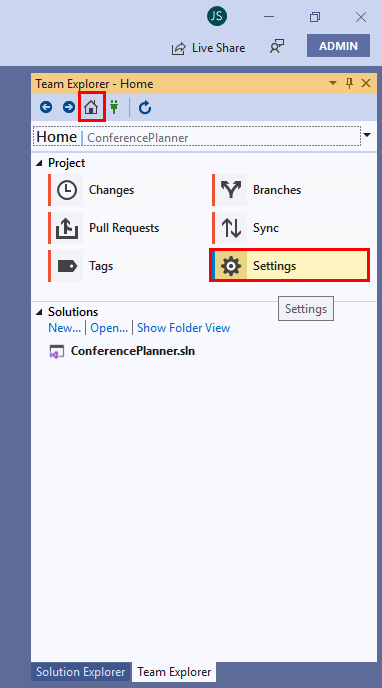 JS
Live Share
ADMIN
Team Explorer - Home
Home | ConferencePlanner
Project
Changes
Branches
Pull Requests
Sync
Tags
Settings
Settings
Solutions
New... | Open... | Show Folder View
ConferencePlanner.sln
Solution Explorer
Team Explorer